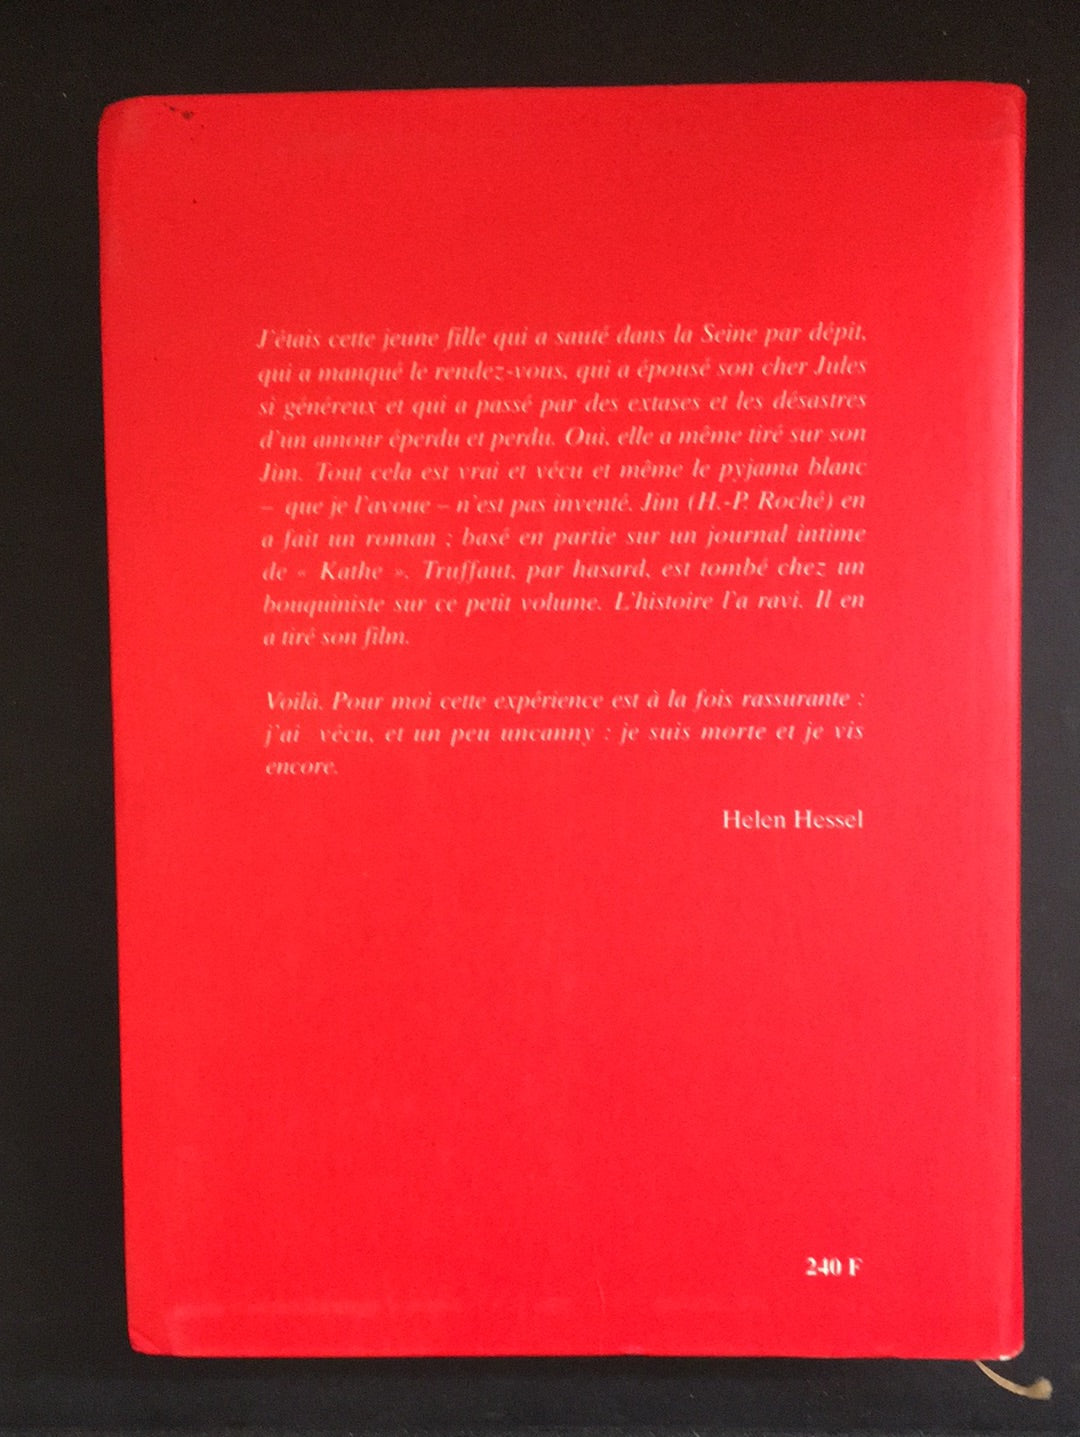 J'étais cette jeune fille qui a sauté dans la Seine par dépit,
qui a manqué le rendez-vous, qui a épousé son cher Jules
si généreux et qui a passé par des extases et les désastres
d'un amour éperdu et perdu. Oui, elle a même tiré sur son
Jim. Tout cela est vrai et vécu et même le pyjama blanc
– que je l'avoue – n'est pas inventé. Jim (H.-P. Roché) en
a fait un roman ; basé en partie sur un journal intime
de « Kathe ». Truffaut, par hasard, est tombé chez un
bouquiniste sur ce petit volume. L'histoire l'a ravi. Il en
a tiré son film.
Voilà. Pour moi cette expérience est à la fois rassurante :
j'ai vécu, et un peu uncanny : je suis morte et je vis
encore.
Helen Hessel
240 F